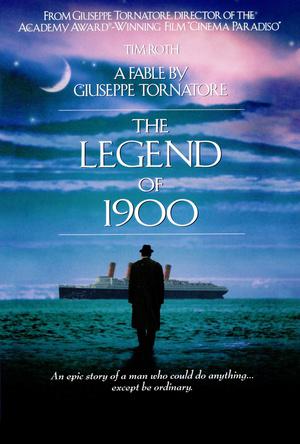 FROM GIUSEPPE TORNATORE, DIRECTOR OF THE
ACADEMY AWARD®-WINNING FILM "CINEMA PARADISO"
TIM ROTH
A FABLE BY
GIUSEPPE TORNATORE
THE
LEGEND
OF
1900
An epic story of a man who could do anything...
except be ordinary.